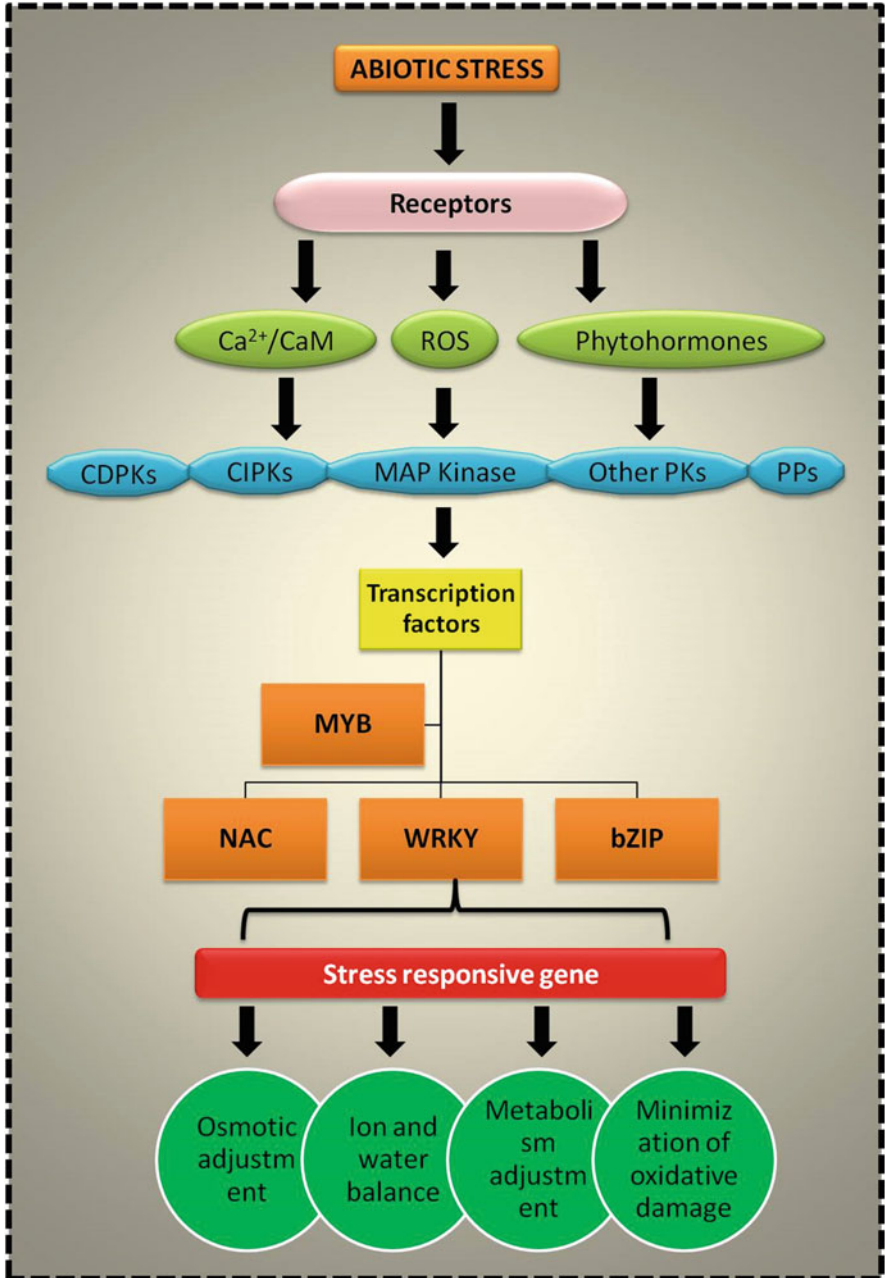 ABIOTIC STRESS
Receptors
Ca²⁺/CaM
ROS
Phytohormones
CDPKs
CIPKs
MAP Kinase
Other PKs
PPs
Transcription
factors
MYB
NAC
WRKY
bZIP
Stress responsive gene
Osmotic
adjustm
ent
Ion and
water
balance
Metaboli
sm
adjustm
ent
Minimiz
ation of
oxidative
damage